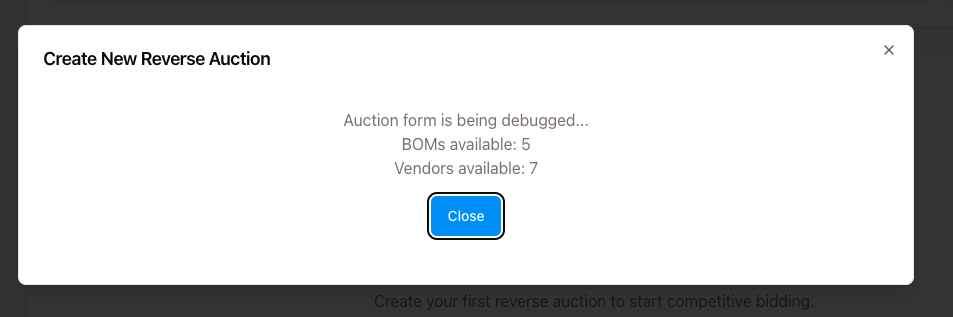 Create New Reverse Auction
Auction form is being debugged...
BOMs available: 5
Vendors available: 7
Close
Create your first reverse auction to start competitive bidding.